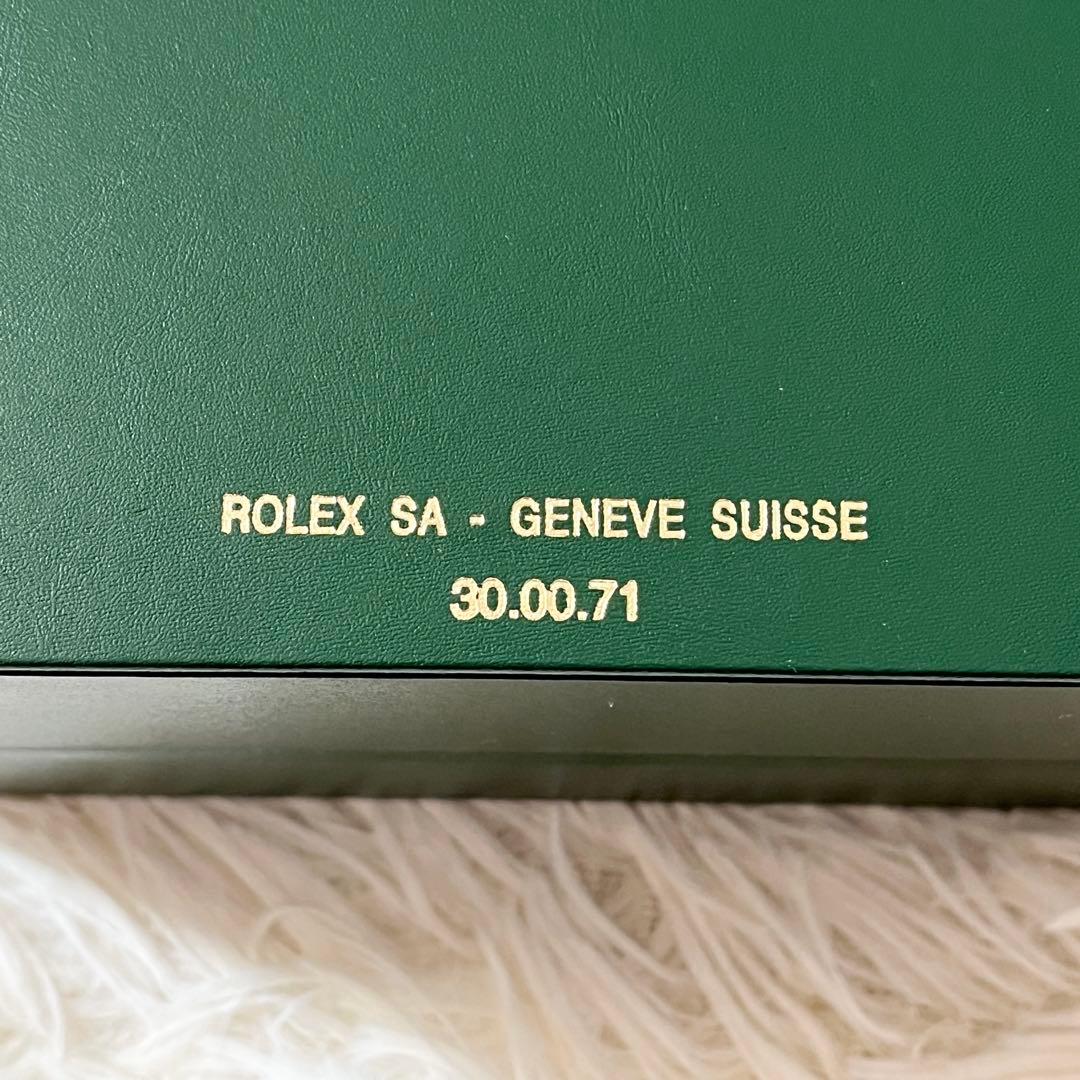 ROLEX SA - GENEVE SUISSE
30.00.71